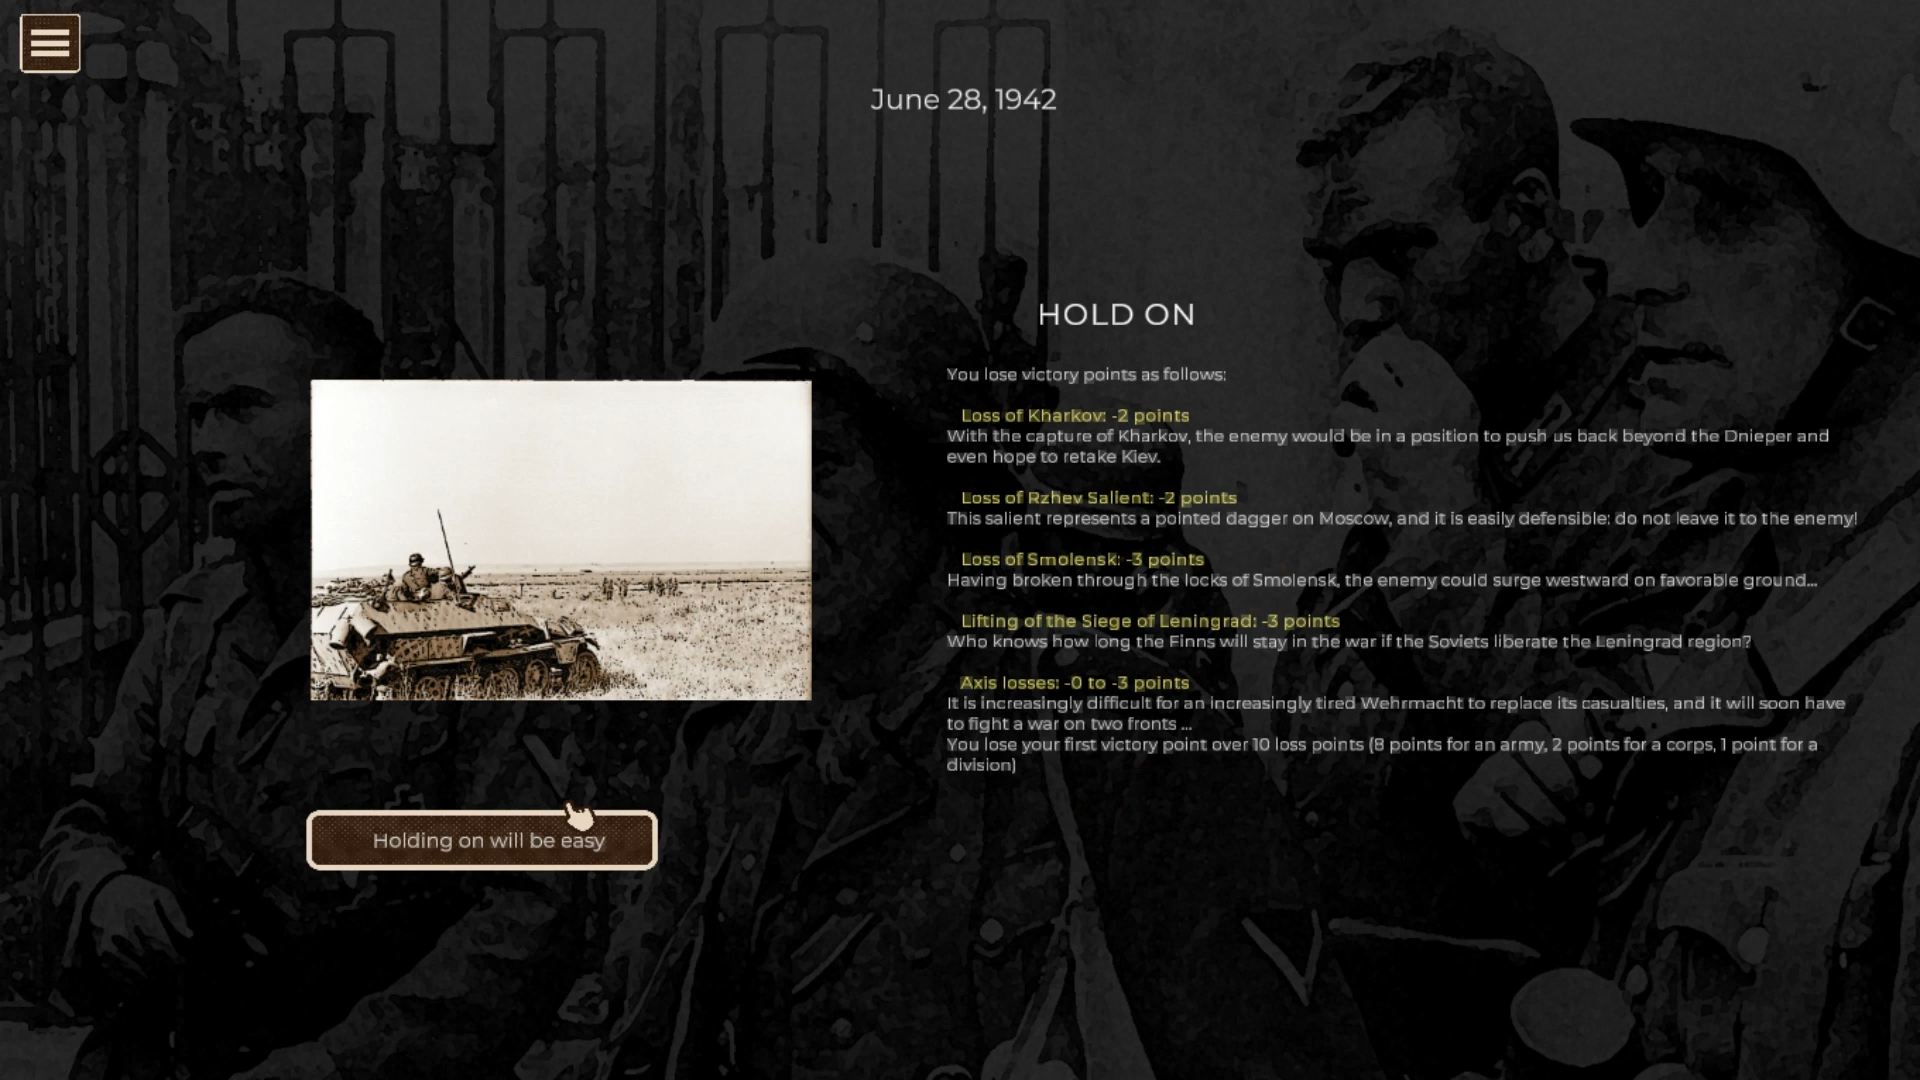 June 28, 1942
HOLD ON
You lose victory points as follows:
Loss of Kharkov: -2 points
With the capture of Kharkov, the enemy would be in a position to push us back beyond the Dnieper and
even hope to retake Kiev.
Loss of Rzhev Salient: -2 points
This salient represents a pointed dagger on Moscow, and it is easily defensible: do not leave it to the enemy!
Loss of Smolensk: -3 points
Having broken through the locks of Smolensk, the enemy could surge westward on favorable ground...
Lifting of the Siege of Leningrad: -3 points
Who knows how long the Finns will stay in the war if the Soviets liberate the Leningrad region?
Axis losses: -0 to -3 points
It is increasingly difficult for an increasingly tired Wehrmacht to replace its casualties, and it will soon have
to fight a war on two fronts ...
You lose your first victory point over 10 loss points (8 points for an army, 2 points for a corps, 1 point for a
division)
Holding on will be easy